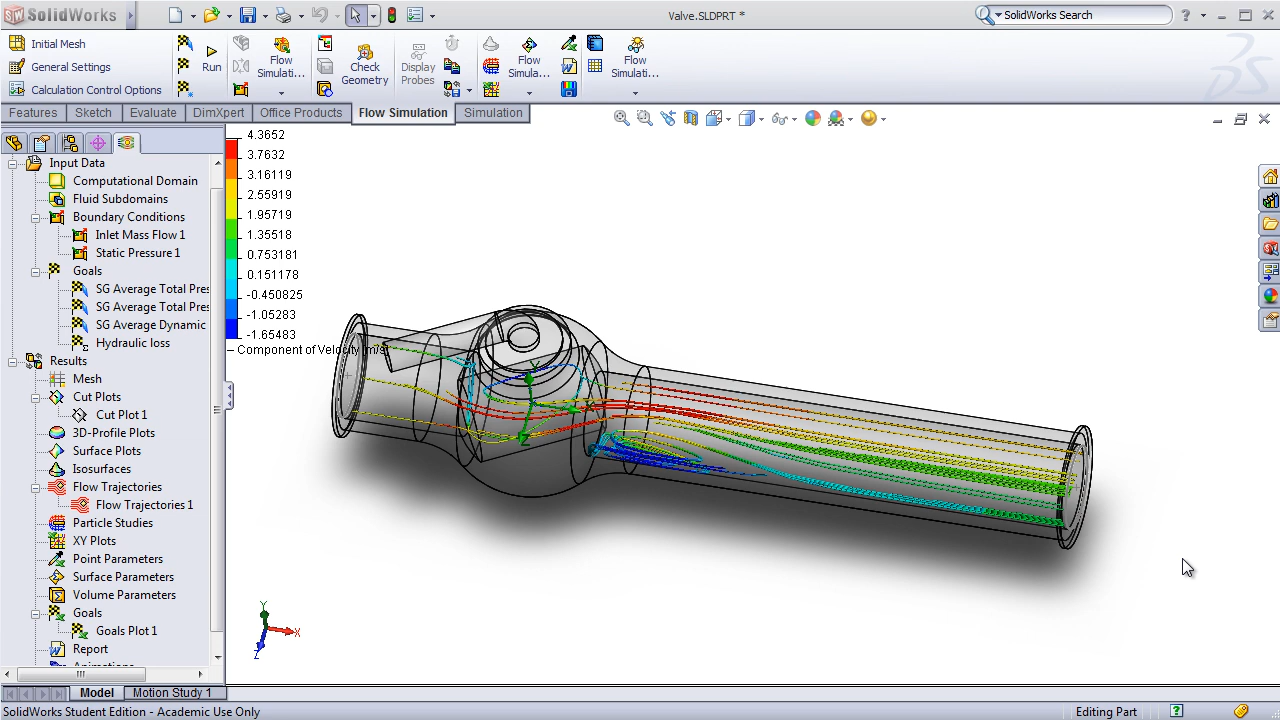 SolidWorks
Valve.SLDPRT *
SolidWorks Search
Initial Mesh
General Settings
Calculation Control Options
Run
Flow
Simulati...
Check
Geometry
Display
Probes
Flow
Simula...
Flow
Simulati...
Features
Sketch
Evaluate
DimXpert
Office Products
Flow Simulation
Simulation
Input Data
Computational Domain
Fluid Subdomains
Boundary Conditions
Inlet Mass Flow 1
Static Pressure 1
Goals
SG Average Total Pres
SG Average Total Pres
SG Average Dynamic
Hydraulic loss
Results
Mesh
Cut Plots
Cut Plot 1
3D-Profile Plots
Surface Plots
Isosurfaces
Flow Trajectories
Flow Trajectories 1
Particle Studies
XY Plots
Point Parameters
Surface Parameters
Volume Parameters
Goals
Goals Plot 1
Report
4.3652
3.7632
3.16119
2.55919
1.95719
1.35518
0.753181
0.151178
-0.450825
-1.05283
-1.65483
Component of Velocity [m/s]
Y
Z
Y
X
Z
Model
Motion Study 1
SolidWorks Student Edition - Academic Use Only
Editing Part